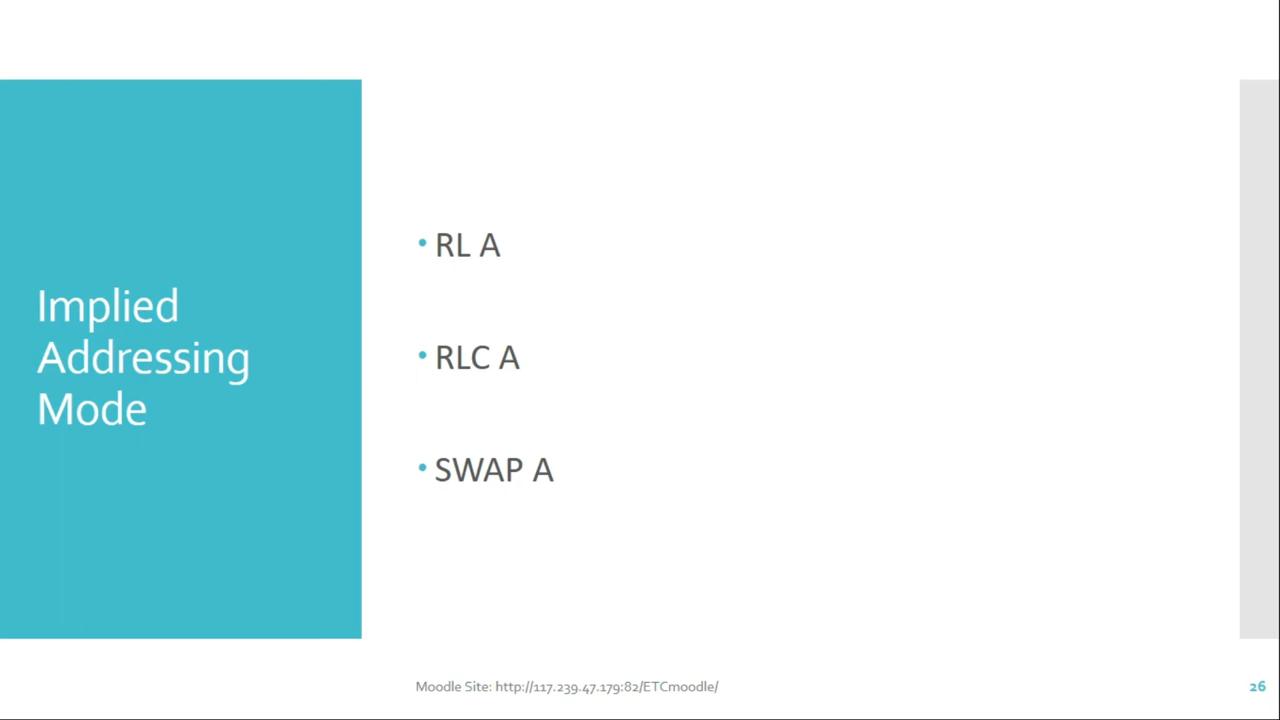 Implied
Addressing
Mode
• RL A
• RLC A
• SWAP A
Moodle Site: http://117.239.47.179:82/ETCmoodle/
26